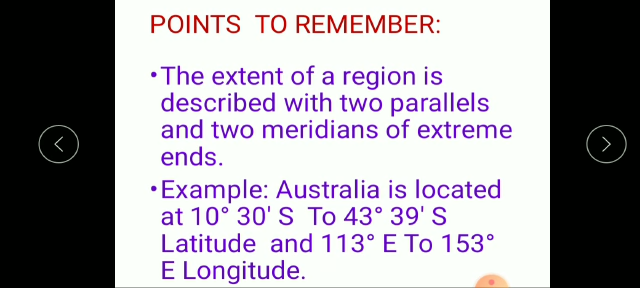 POINTS TO REMEMBER:
•The extent of a region is
described with two parallels
and two meridians of extreme
ends.
•Example: Australia is located
at 10° 30' S To 43° 39' S
Latitude and 113° E To 153°
E Longitude.